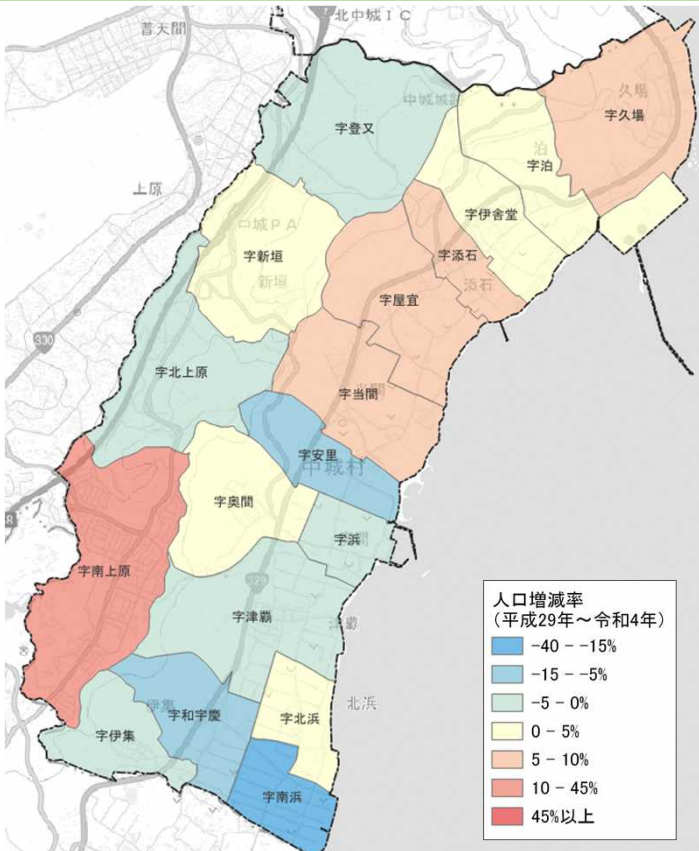 北中城IC
普天間
上原
中城城跡
久場
字久場
字登又
泊
字泊
字伊舎堂
中城PA
字新垣
新垣
字添石
添石
字屋宜
330
字北上原
字当間
当間
字安里
中城村
字奥間
字浜
字南上原
329
字津覇
津覇
北浜
伊集
字和宇慶
字北浜
字伊集
字南浜
人口増減率
(平成29年～令和4年)
-40 - -15%
-15 - -5%
-5 - 0%
0 - 5%
5 - 10%
10 - 45%
45%以上